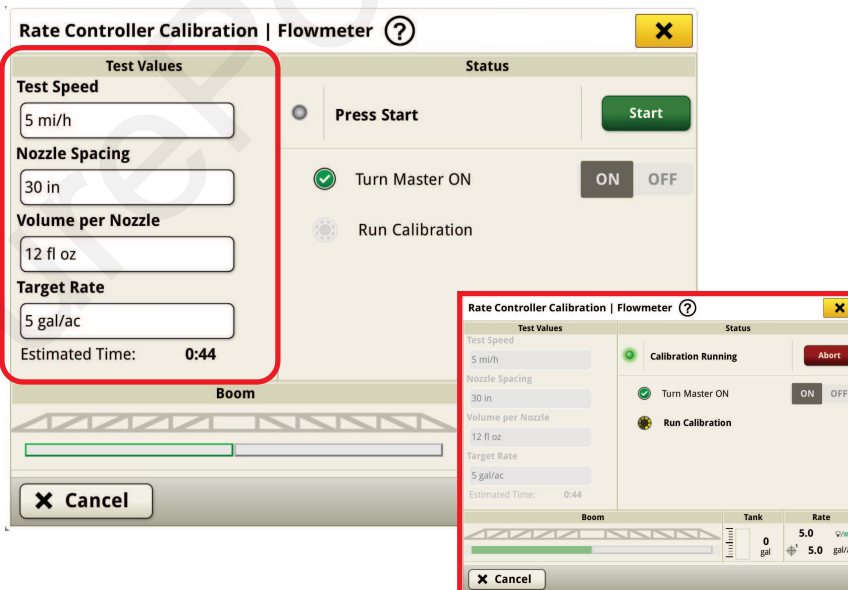 Rate Controller Calibration | Flowmeter ?
Test Values
Status
Test Speed
5 mi/h
Press Start
Start
Nozzle Spacing
30 in
Turn Master ON
ON OFF
Volume per Nozzle
12 fl oz
Run Calibration
Target Rate
5 gal/ac
Estimated Time: 0:44
Boom
Cancel
Rate Controller Calibration | Flowmeter ?
Test Values
Status
Test Speed
5 mi/h
Calibration Running
Abort
Nozzle Spacing
30 in
Turn Master ON
ON OFF
Volume per Nozzle
12 fl oz
Run Calibration
Target Rate
5 gal/ac
Estimated Time: 0:44
Boom
Tank
Rate
0
gal
5.0
1 5.0
Cancel